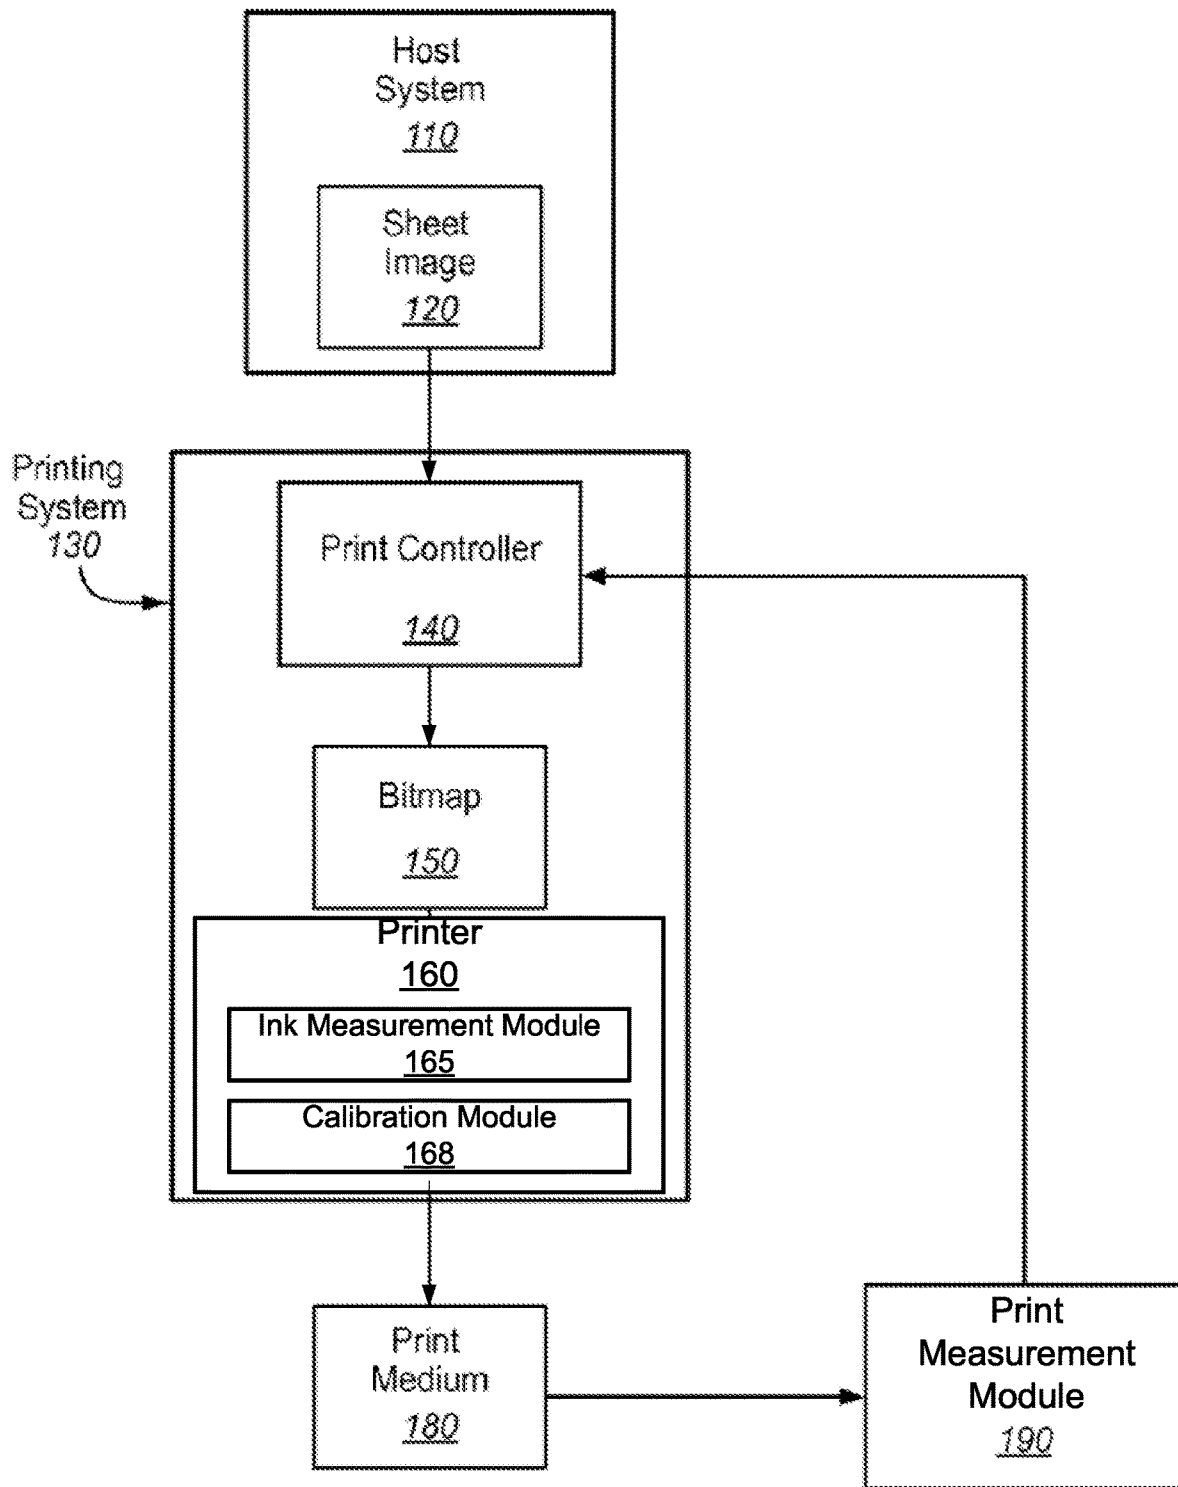 Host
System
110
Sheet
Image
120
Printing
System
130
Print Controller
140
Bitmap
150
Printer
160
Ink Measurement Module
165
Calibration Module
168
Print
Medium
180
Print
Measurement
Module
190